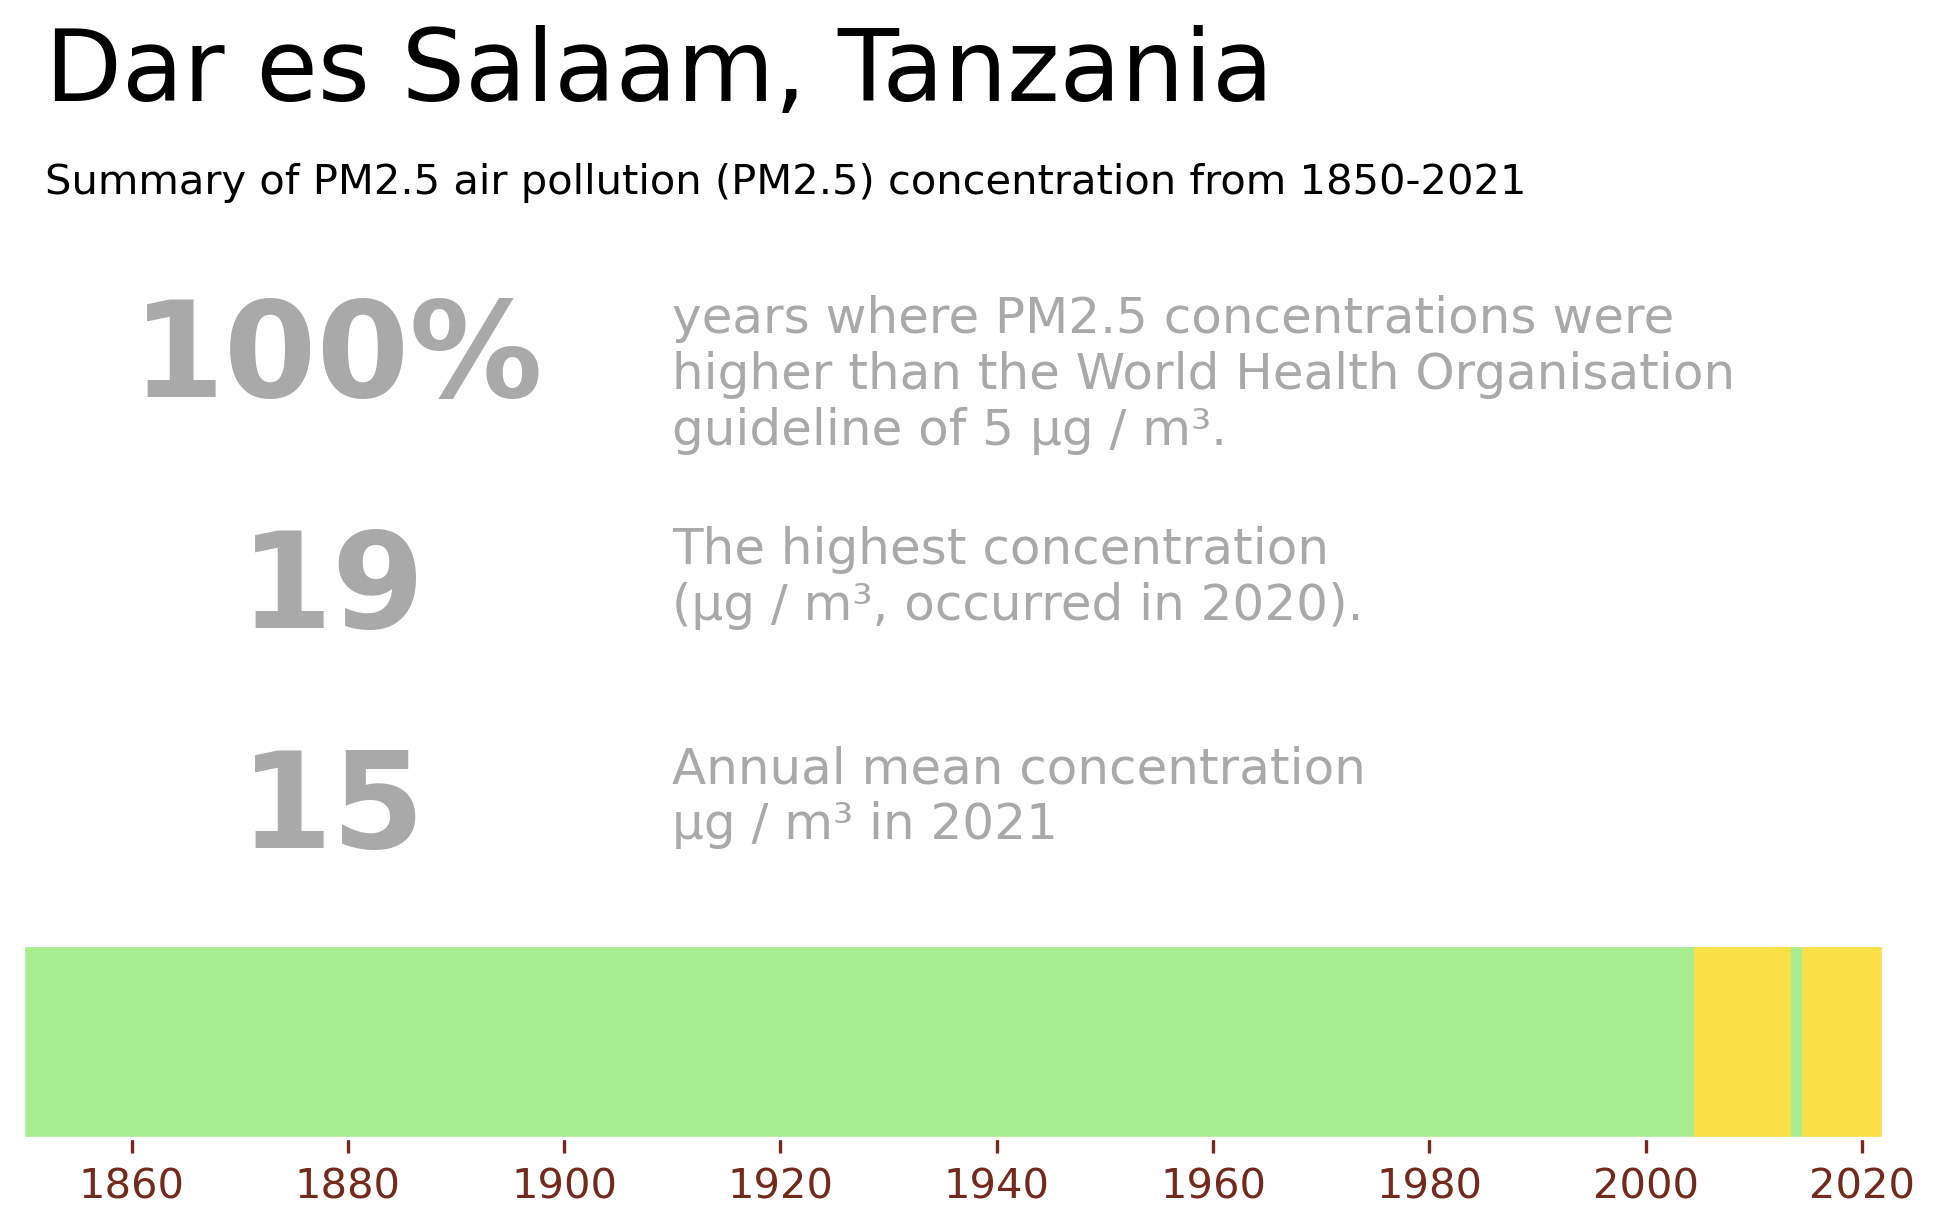 Dar es Salaam, Tanzania
Summary of PM2.5 air pollution (PM2.5) concentration from 1850-2021
100%
years where PM2.5 concentrations were
higher than the World Health Organisation
guideline of 5 μg / m³.
19
The highest concentration
(μg / m³, occurred in 2020).
15
Annual mean concentration
μg / m³ in 2021
1860 1880 1900 1920 1940 1960 1980 2000 2020